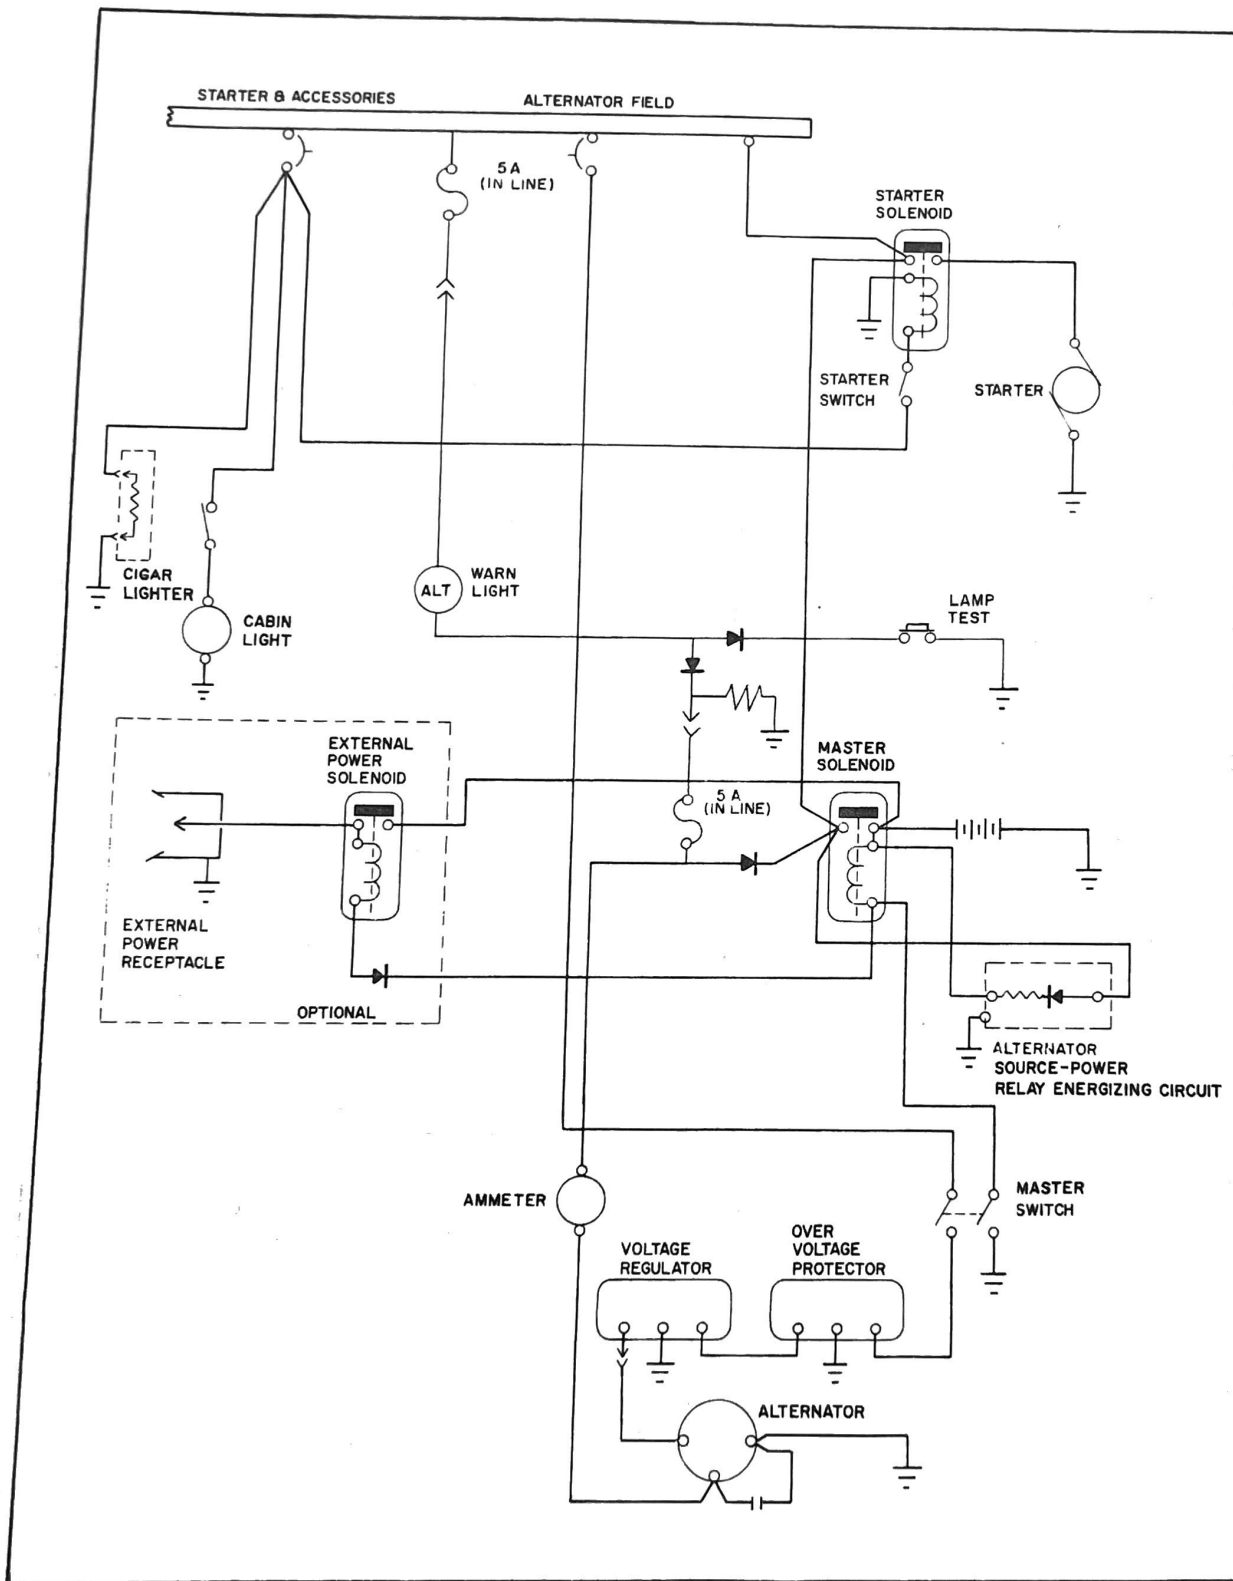 STARTER & ACCESSORIES
ALTERNATOR FIELD
5 A
(IN LINE)
STARTER
SOLENOID
STARTER
SWITCH
STARTER
CIGAR
LIGHTER
CABIN
LIGHT
ALT
WARN
LIGHT
LAMP
TEST
EXTERNAL
POWER
SOLENOID
MASTER
SOLENOID
5 A
(IN LINE)
EXTERNAL
POWER
RECEPTACLE
OPTIONAL
ALTERNATOR
SOURCE-POWER
RELAY ENERGIZING CIRCUIT
AMMETER
MASTER
SWITCH
VOLTAGE
REGULATOR
OVER
VOLTAGE
PROTECTOR
ALTERNATOR